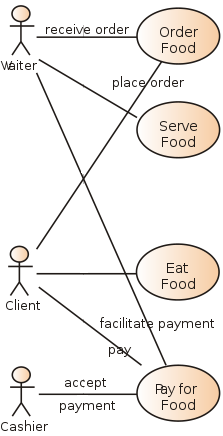 receive order
Order
Food
Waiter
place order
Serve
Food
Eat
Food
Client
facilitate payment
pay
accept
payment
Pay for
Food
Cashier